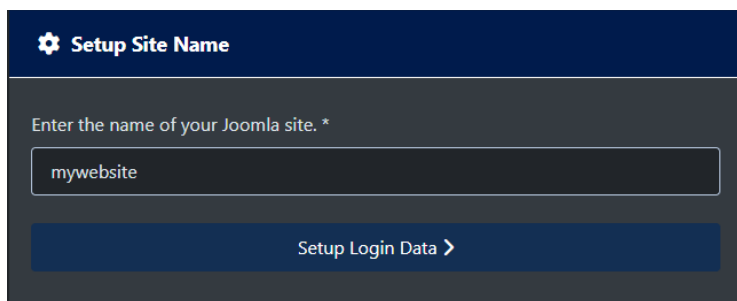 Setup Site Name
Enter the name of your Joomla site. *
mywebsite
Setup Login Data